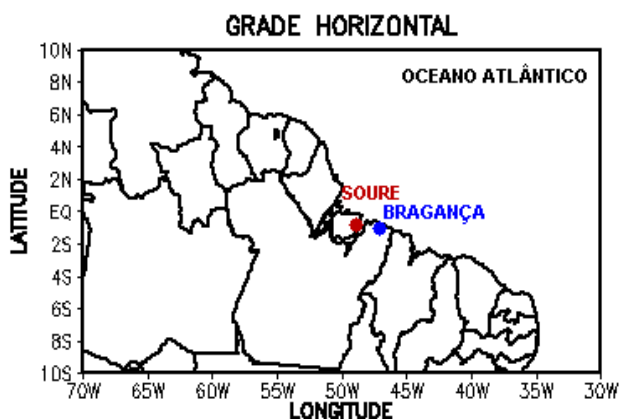 GRADE HORIZONTAL
10N
OCEANO ATLÂNTICO
8N
6N
4N
2N
SOURE
EQ
BRAGANÇA
2S
4S
6S
8S
10S
LATITUDE
70W 65W 60W 55W 50W 45W 40W 35W 30W
LONGITUDE